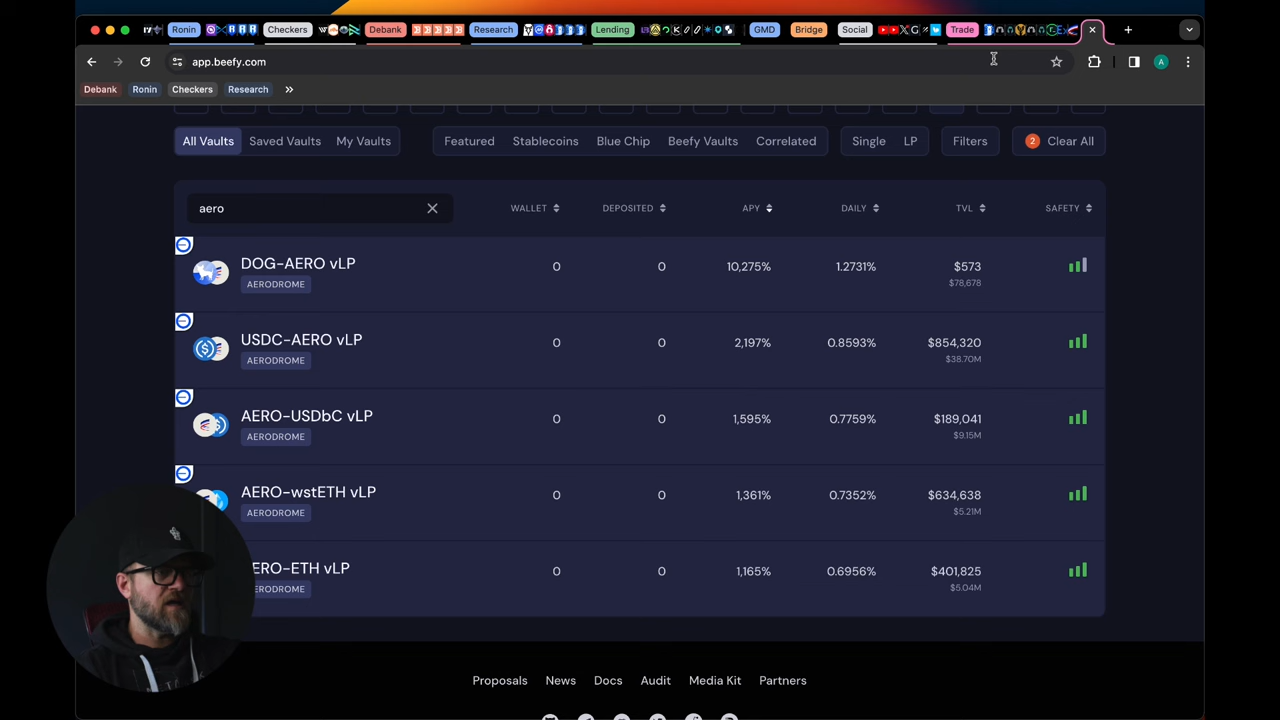 Ronin
Checkers
Debank
Research
Lending
GMD
Bridge
Social
Trade
app.beefy.com
A
Debank
Ronin
Checkers
Research
All Vaults
Saved Vaults
My Vaults
Featured
Stablecoins
Blue Chip
Beefy Vaults
Correlated
Single
LP
Filters
2
Clear All
aero
WALLET
DEPOSITED
APY
DAILY
TVL
SAFETY
DOG-AERO vLP
AERODROME
0
0
10,275%
1.2731%
$573
$78,678
USDC-AERO vLP
AERODROME
0
0
2,197%
0.8593%
$854,320
$38.70M
AERO-USDbC vLP
AERODROME
0
0
1,595%
0.7759%
$189,041
$9.15M
AERO-wstETH vLP
AERODROME
0
0
1,361%
0.7352%
$634,638
$5.21M
ERO-ETH vLP
ERODROME
0
0
1,165%
0.6956%
$401,825
$5.04M
Proposals
News
Docs
Audit
Media Kit
Partners